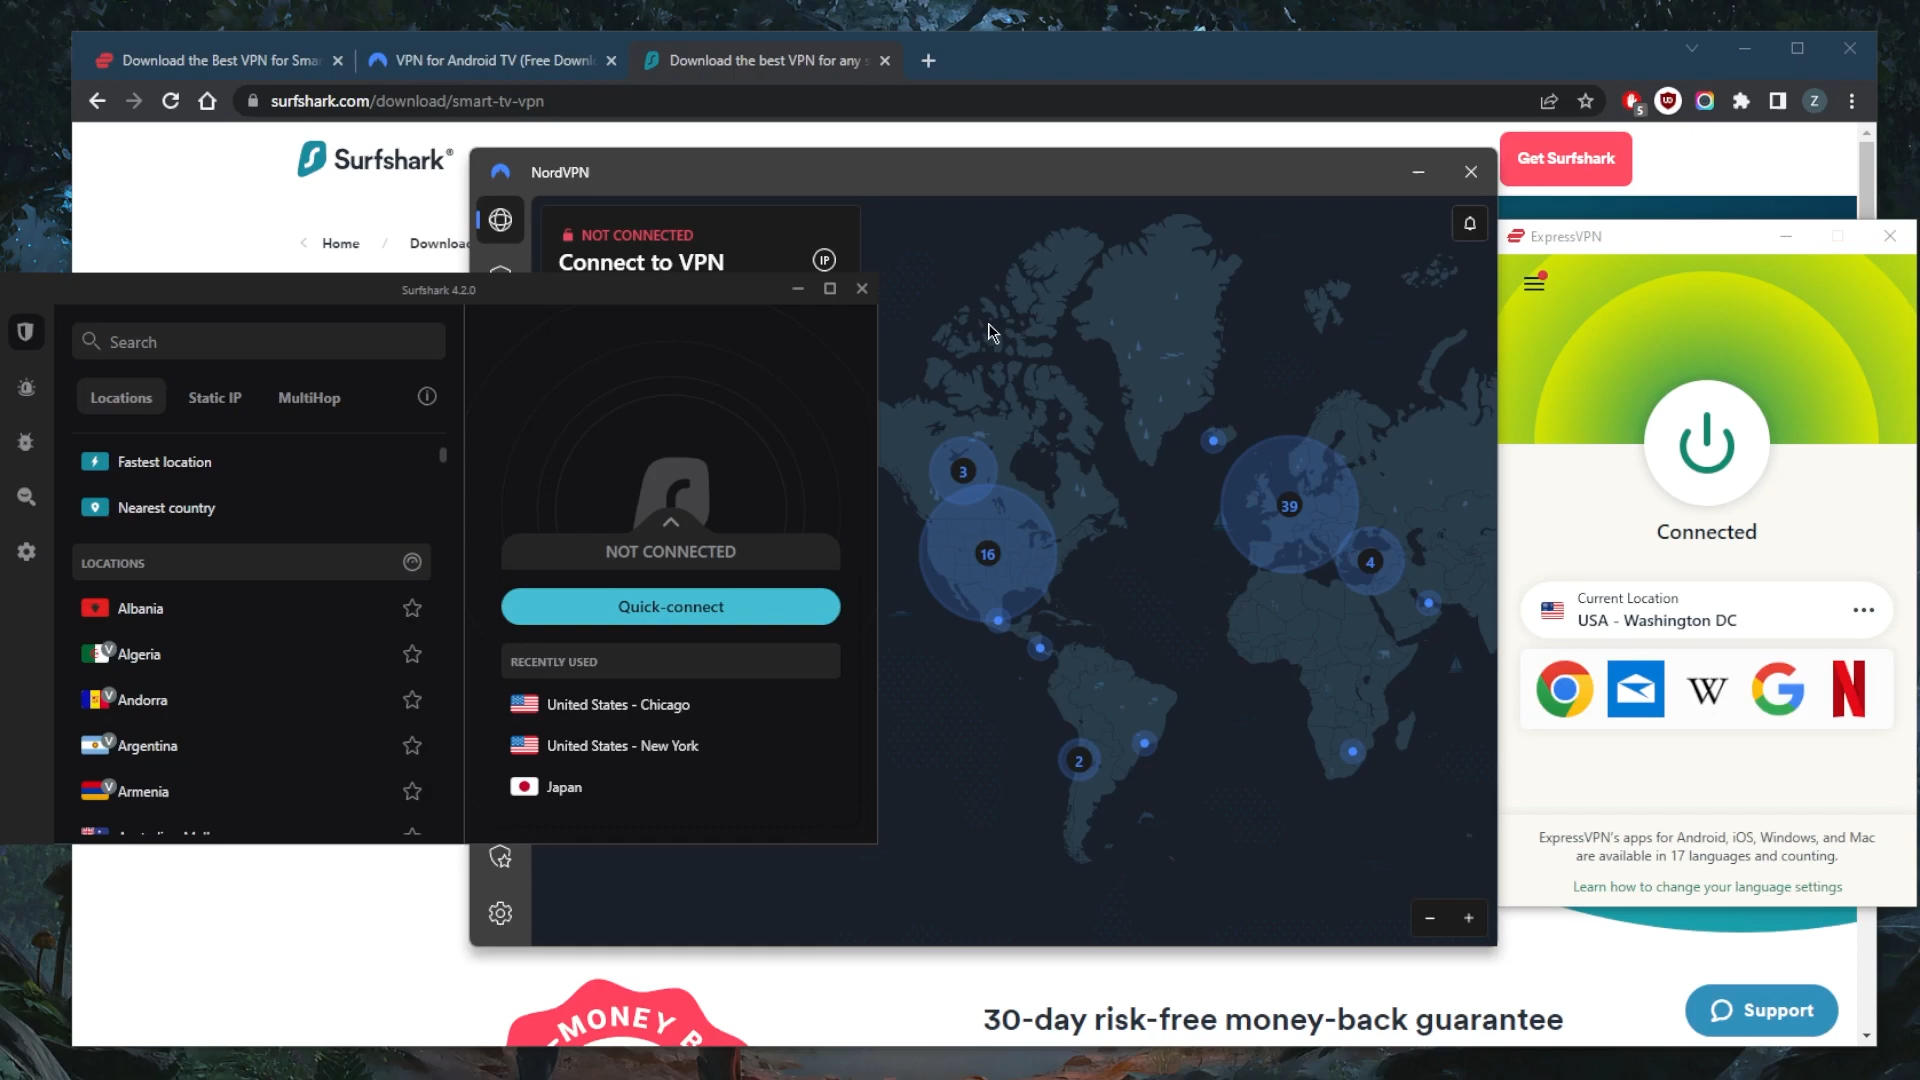 Download the Best VPN for Sma
VPN for Android TV (Free Downl
Download the best VPN for any s
surfshark.com/download/smart-tv-vpn
5
Z
Surfshark®
Get Surfshark
Home / Downloac
NordVPN
NOT CONNECTED
Connect to VPN
IP
Surfshark 4.2.0
Search
Locations
Static IP
MultiHop
Fastest location
Nearest country
LOCATIONS
Albania
V
Algeria
V
Andorra
V
Argentina
V
Armenia
NOT CONNECTED
Quick-connect
RECENTLY USED
United States - Chicago
United States - New York
Japan
3
16
39
4
2
ExpressVPN
Connected
Current Location
USA - Washington DC
W
G
N
ExpressVPN's apps for Android, iOS, Windows, and Mac
are available in 17 languages and counting.
Learn how to change your language settings
MONEY B
30-day risk-free money-back guarantee
Support